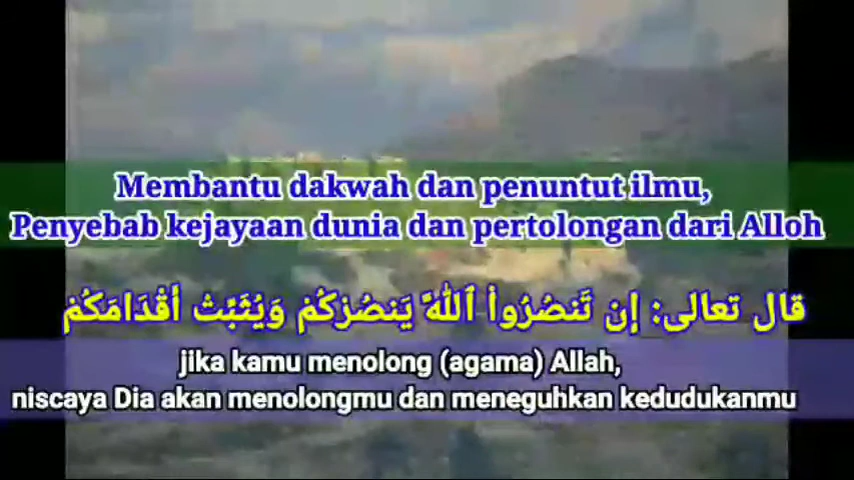 Membantu dakwah dan penuntut ilmu,
Penyebab kejayaan dunia dan pertolongan dari Alloh
قال تعالى: إِن تَنصُرُوا۟ ٱللَّهَ يَنصُرْكُمْ وَيُثَبِّتْ أَقْدَامَكُمْ
jika kamu menolong (agama) Allah,
niscaya Dia akan menolongmu dan meneguhkan kedudukanmu